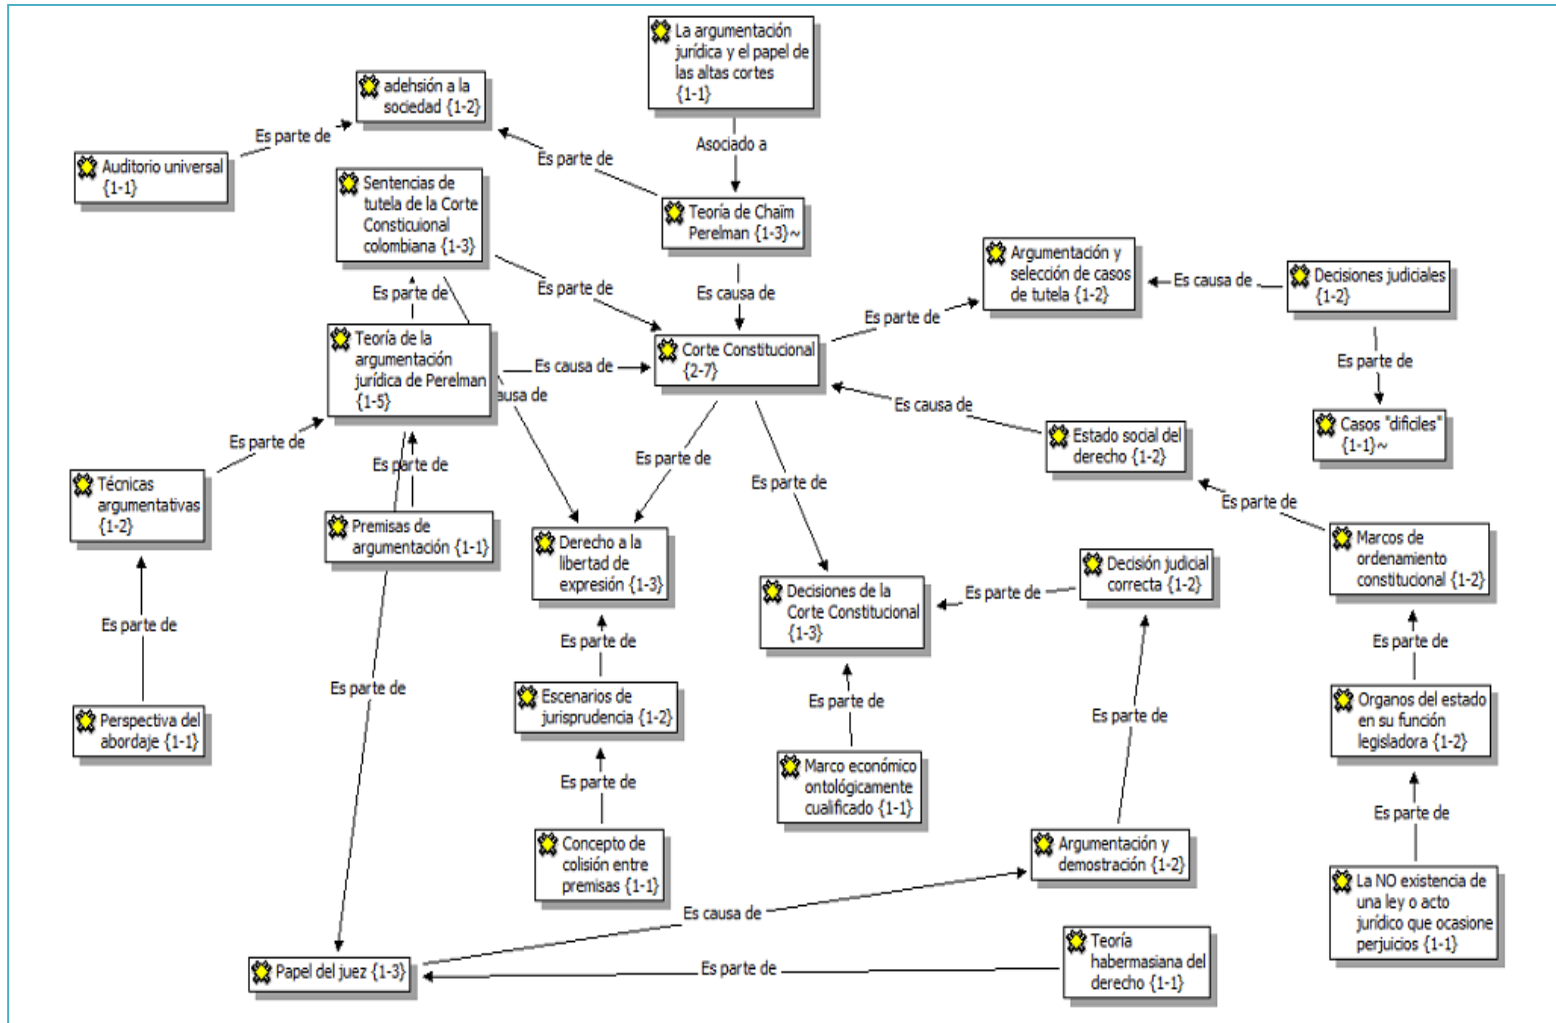 La argumentación
jurídica y el papel de
las altas cortes
{1-1}
adehsión a la
sociedad {1-2}
Es parte de
Asociado a
Es parte de
Auditorio universal
{1-1}
Sentencias de
tutela de la Corte
Consticuional
colombiana {1-3}
Teoría de Chaïm
Perelman {1-3}~
Argumentación y
selección de casos
de tutela {1-2}
Decisiones judiciales
{1-2}
Es causa de
Es parte de
Es parte de
Es causa de
Es parte de
Teoría de la
argumentación
jurídica de Perelman
{1-5}
Corte Constitucional
{2-7}
Es causa de
ausa de
Es parte de
Es causa de
Casos "dificiles"
{1-1}~
Estado social del
derecho {1-2}
Es parte de
Es parte de
Es parte de
Es parte de
Es parte de
Técnicas
argumentativas
{1-2}
Premisas de
argumentación {1-1}
Derecho a la
libertad de
expresión {1-3}
Marcos de
ordenamiento
constitucional {1-2}
Decisión judicial
correcta {1-2}
Decisiones de la
Corte Constitucional
{1-3}
Es parte de
Es parte de
Es parte de
Es parte de
Es parte de
Escenarios de
jurisprudencia {1-2}
Es parte de
Organos del estado
en su función
legisladora {1-2}
Perspectiva del
abordaje {1-1}
Es parte de
Marco económico
ontológicamente
cualificado {1-1}
Es parte de
Es parte de
Concepto de
colisión entre
premisas {1-1}
Argumentación y
demostración {1-2}
La NO existencia de
una ley o acto
jurídico que ocasione
perjuicios {1-1}
Es causa de
Teoría
habermasiana del
derecho {1-1}
Es parte de
Papel del juez {1-3}